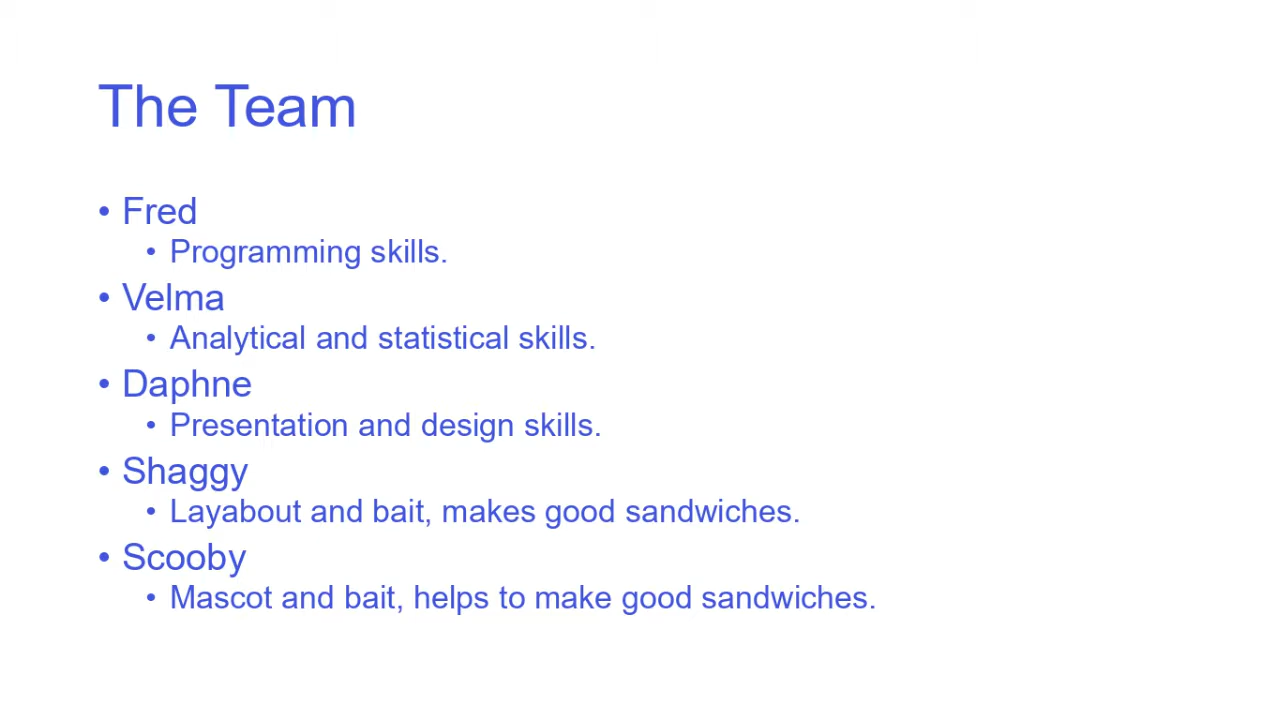 The Team
• Fred
• Programming skills.
• Velma
• Analytical and statistical skills.
• Daphne
• Presentation and design skills.
• Shaggy
• Layabout and bait, makes good sandwiches.
• Scooby
• Mascot and bait, helps to make good sandwiches.